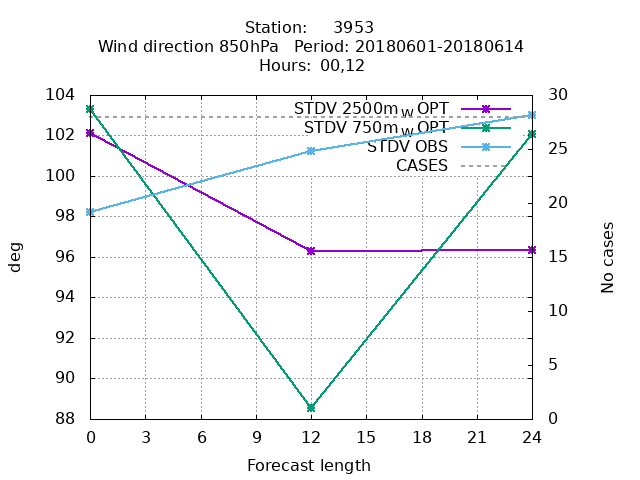 Station:     3953
Wind direction 850hPa   Period: 20180601-20180614
Hours:  00,12
STDV 2500m_W OPT
STDV 750m_W OPT
STDV OBS
CASES
104
102
100
98
96
94
92
90
88
deg
30
25
20
15
10
5
0
No cases
0 3 6 9 12 15 18 21 24
Forecast length